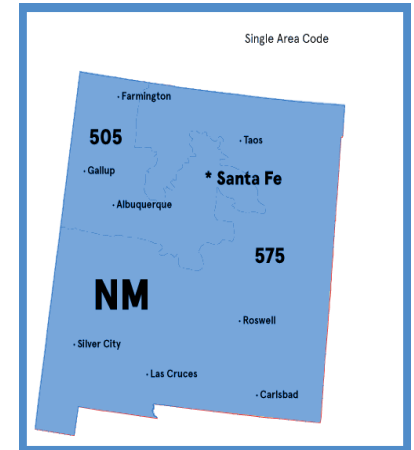 Single Area Code
· Farmington
505
· Taos
· Gallup
* Santa Fe
· Albuquerque
575
NM
· Roswell
· Silver City
· Las Cruces
· Carlsbad